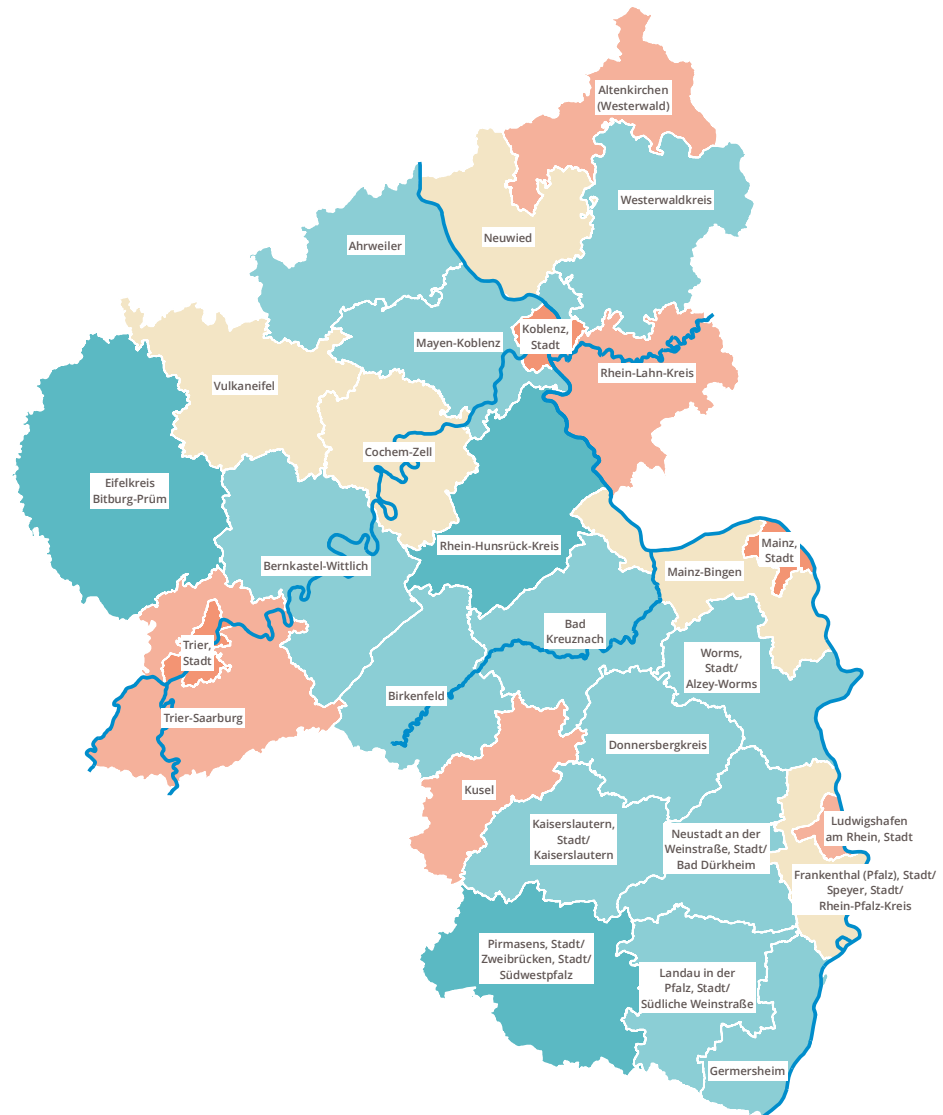 Altenkirchen
(Westerwald)
Westerwaldkreis
Neuwied
Ahrweiler
Koblenz,
Stadt
Mayen-Koblenz
Rhein-Lahn-Kreis
Vulkaneifel
Cochem-Zell
Eifelkreis
Bitburg-Prüm
Rhein-Hunsrück-Kreis
Mainz,
Stadt
Bernkastel-Wittlich
Mainz-Bingen
Bad
Kreuznach
Trier,
Stadt
Worms,
Stadt/
Alzey-Worms
Birkenfeld
Trier-Saarburg
Donnersbergkreis
Kusel
Kaiserslautern,
Stadt/
Kaiserslautern
Neustadt an der
Weinstraße, Stadt/
Bad Dürkheim
Ludwigshafen
am Rhein, Stadt
Frankenthal (Pfalz), Stadt/
Speyer, Stadt/
Rhein-Pfalz-Kreis
Pirmasens, Stadt/
Zweibrücken, Stadt/
Südwestpfalz
Landau in der
Pfalz, Stadt/
Südliche Weinstraße
Germersheim